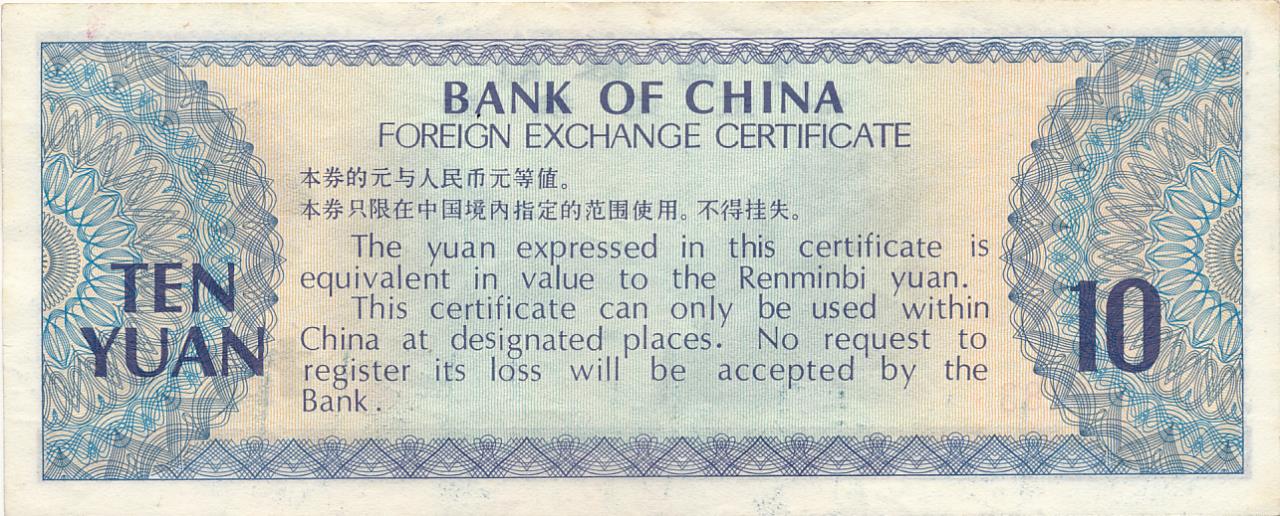 BANK OF CHINA
FOREIGN EXCHANGE CERTIFICATE
本券的元与人民币元等值。
本券只限在中国境内指定的范围使用。不得挂失。
The yuan expressed in this certificate is
equivalent in value to the Renminbi yuan.
This certificate can only be used within
China at designated places. No request to
register its loss will be accepted by the
Bank.
TEN
YUAN
10